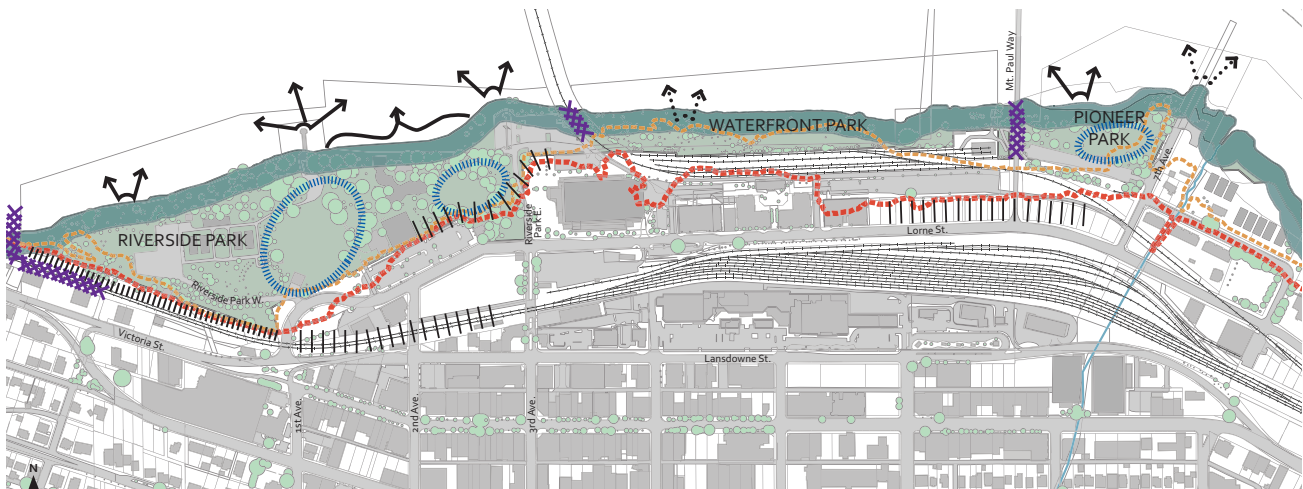 Mt. Paul Way
WATERFRONT PARK
PIONEER
PARK
7th Ave.
RIVERSIDE PARK
Riverside
Park E.
Lorne St.
Riverside Park W.
Victoria St.
Lansdowne St.
1st Ave.
2nd Ave.
3rd Ave.
N